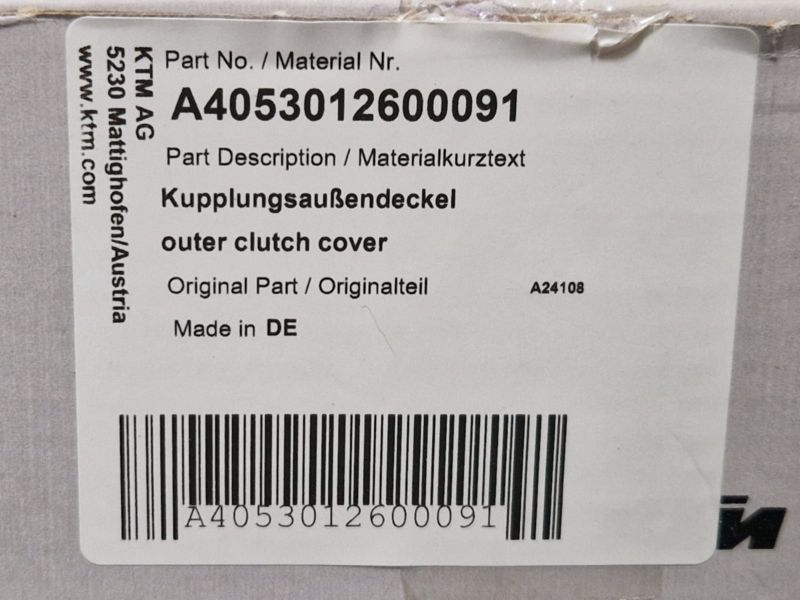 KTM AG
5230 Mattighofen/Austria
www.ktm.com
Part No. / Material Nr.
A4053012600091
Part Description / Materialkurztext
Kupplungsaußendeckel
outer clutch cover
Original Part / Originalteil A24108
Made in DE
A4053012600091